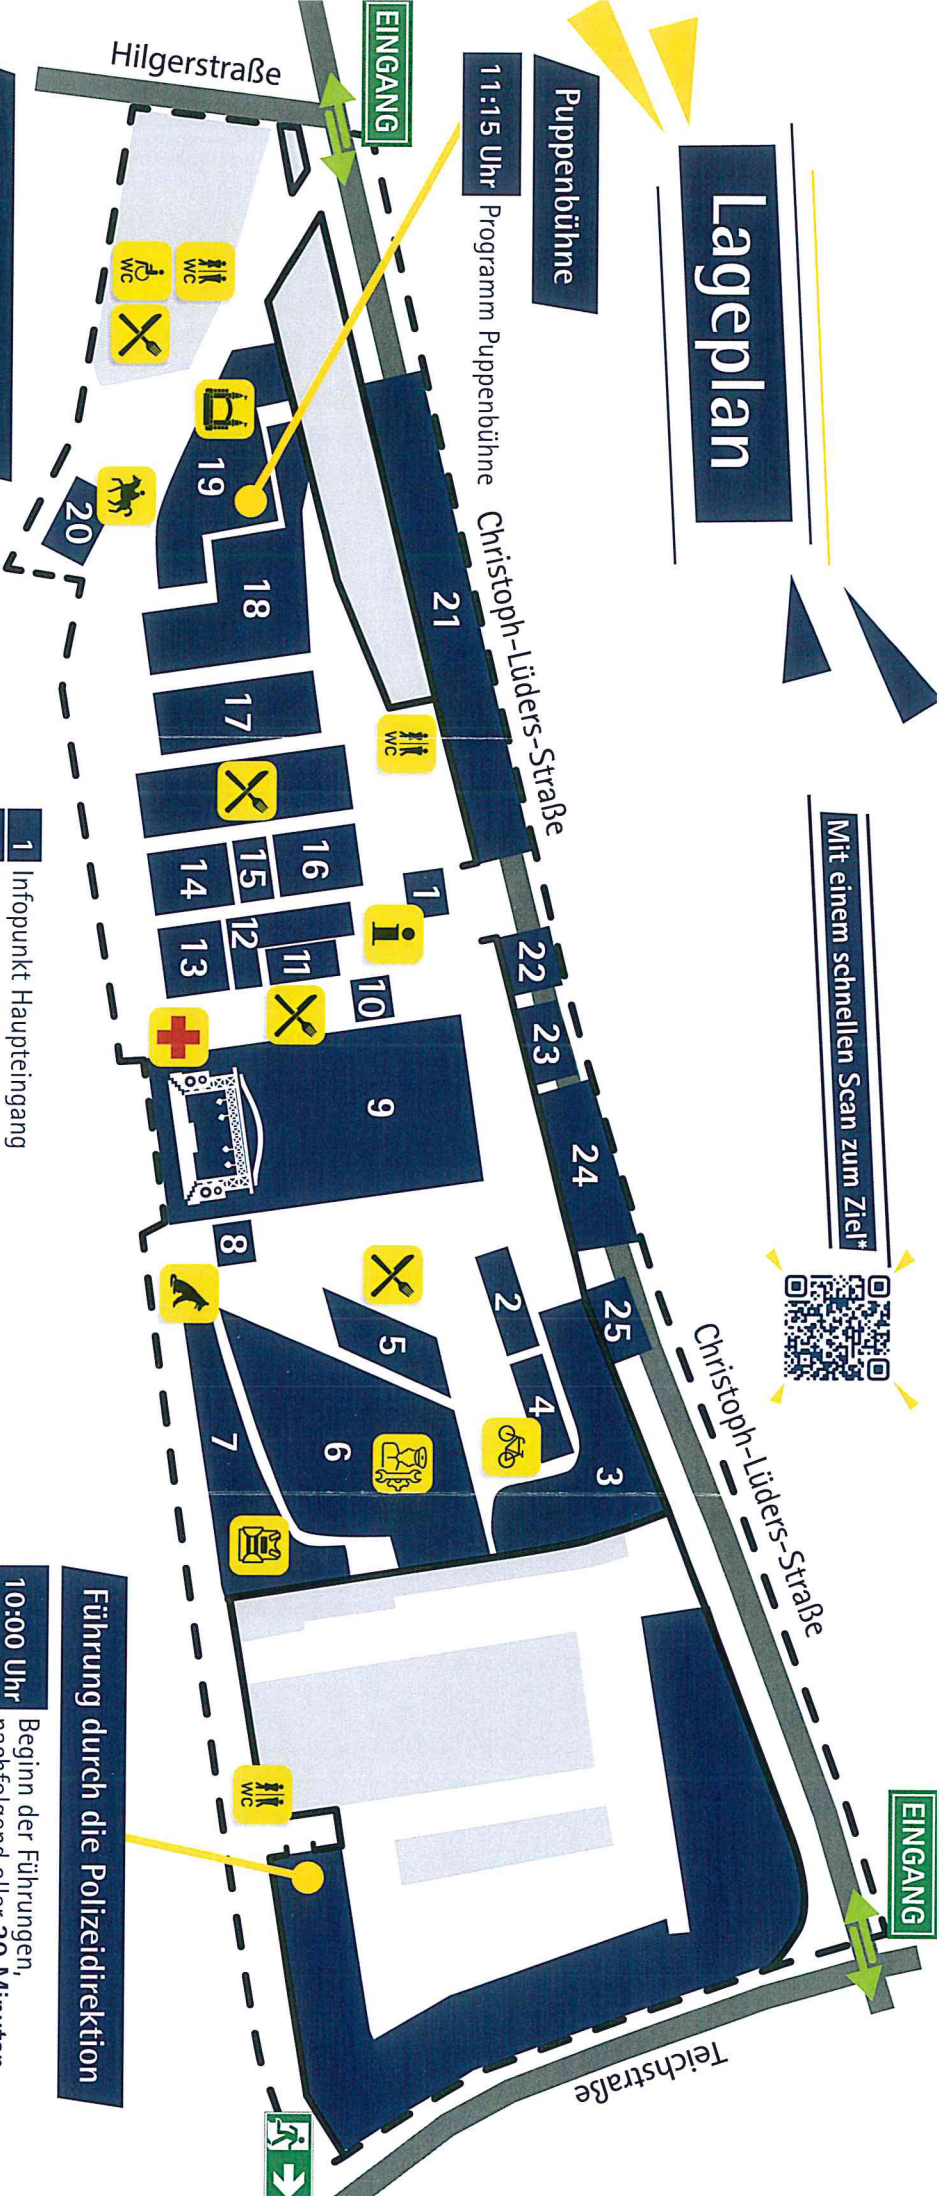 Lageplan
Mit einem schnellen Scan zum Ziel*
EINGANG
Puppenbühne
11:15 Uhr Programm Puppenbühne
Hilgerstraße
Christoph-Lüders-Straße
Christoph-Lüders-Straße
EINGANG
Teichstraße
21
22
23
24
25
WC
WC
WC
19
20
18
17
16
15
14
13
12
11
10
1
9
8
2
4
3
5
6
7
WC
1 Infopunkt Haupteingang
Führung durch die Polizeidirektion
10:00 Uhr Beginn der Führungen,